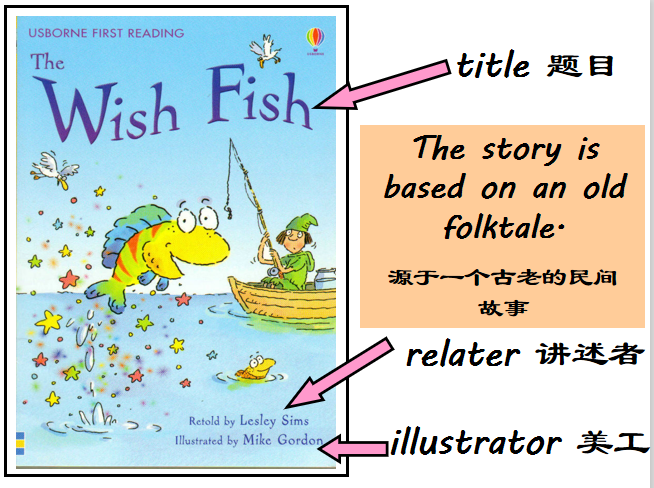 USBORNE FIRST READING
The
Wish Fish
Retold by Lesley Sims
Illustrated by Mike Gordon
title 题目
The story is
based on an old
folktale.
源于一个古老的民间
故事
relater 讲述者
illustrator 美工